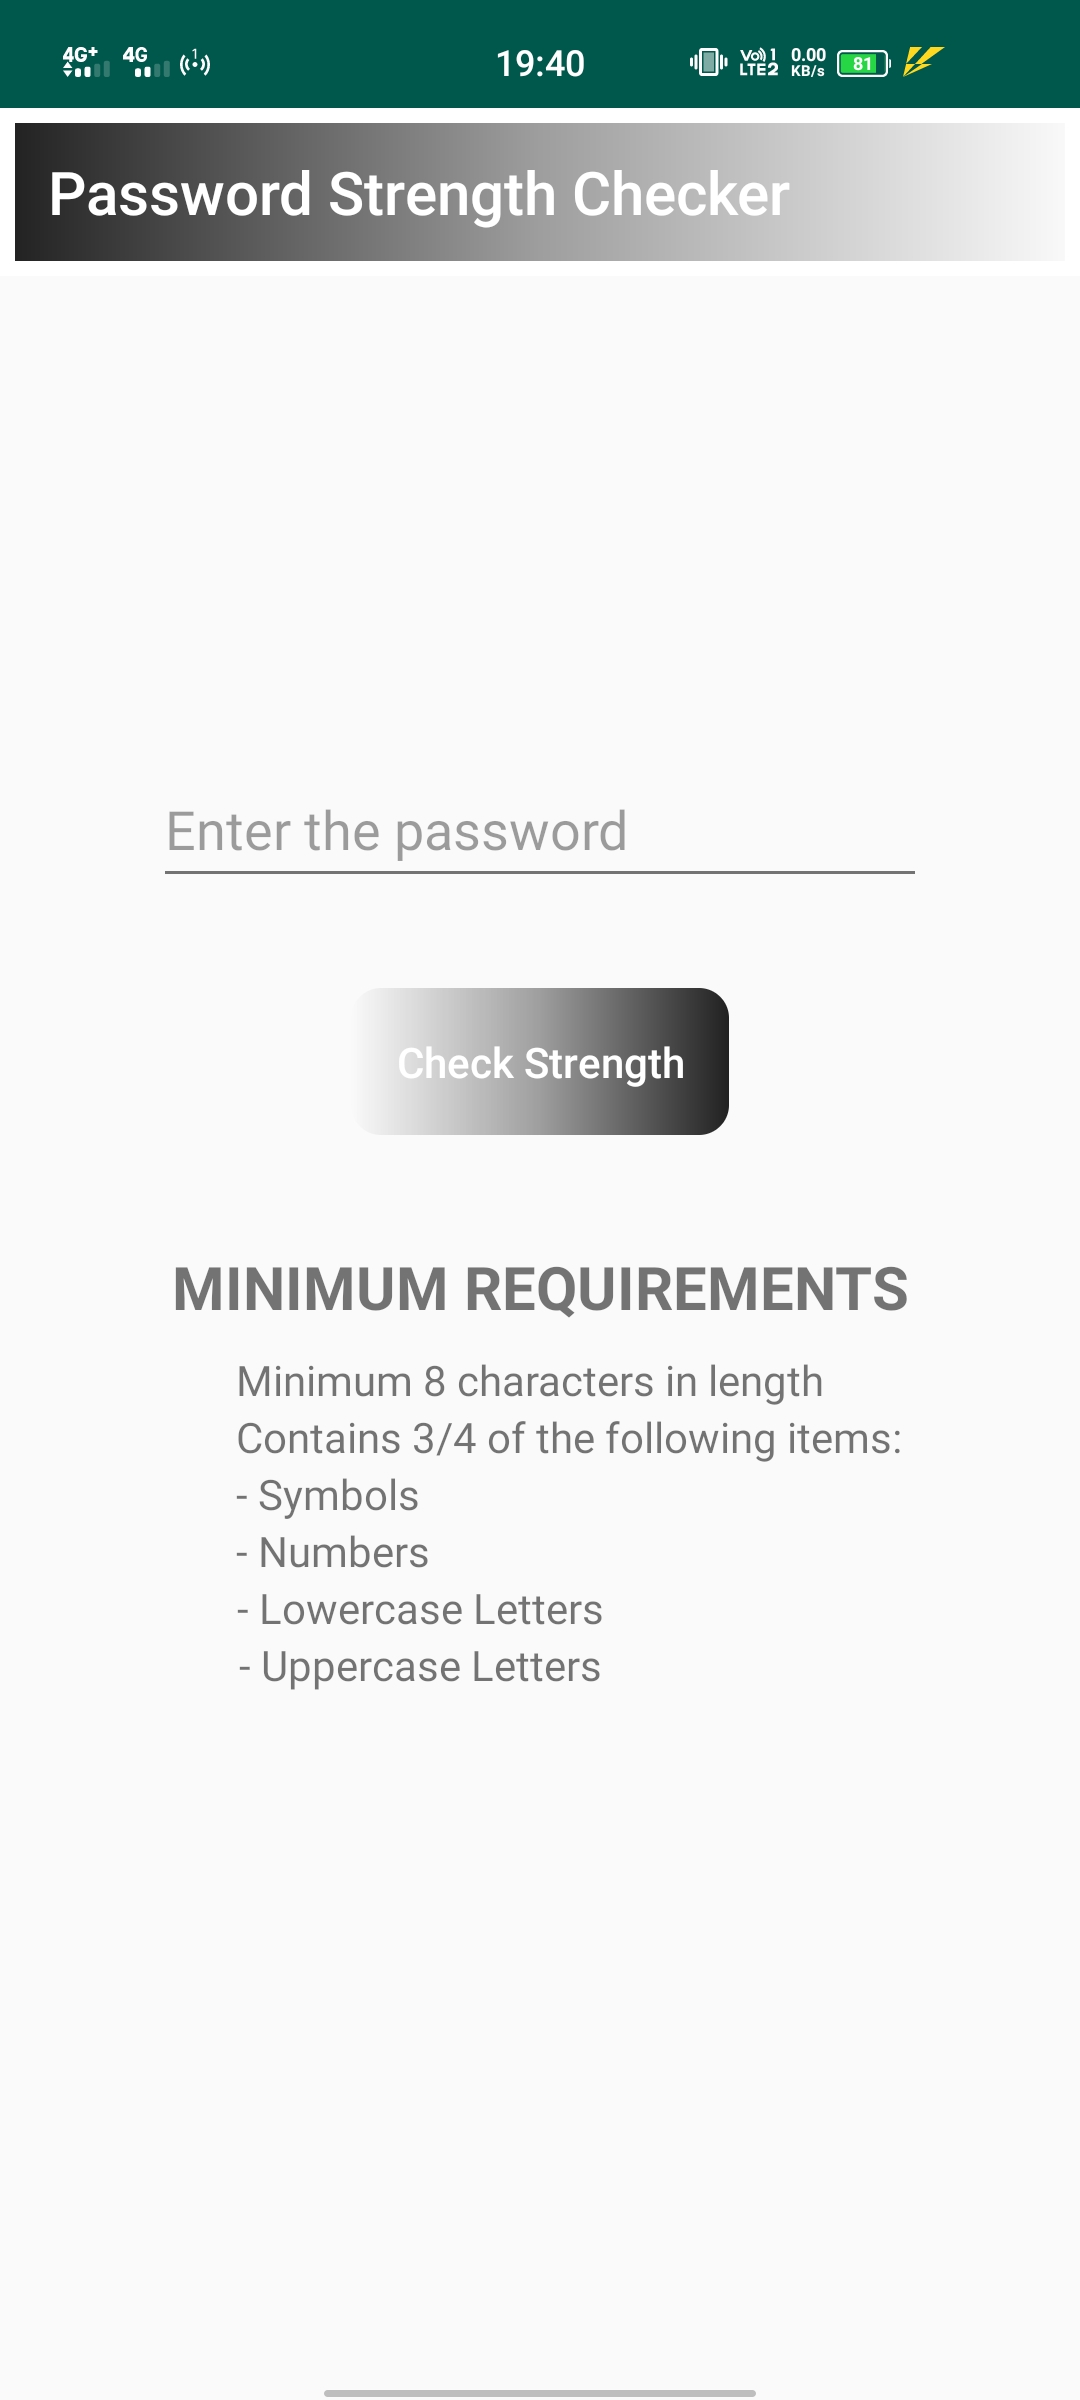 4G+ 4G 1 19:40 Vo 1 LTE2 0.00 KB/s 81
Password Strength Checker
Enter the password
Check Strength
MINIMUM REQUIREMENTS
Minimum 8 characters in length
Contains 3/4 of the following items:
- Symbols
- Numbers
- Lowercase Letters
- Uppercase Letters